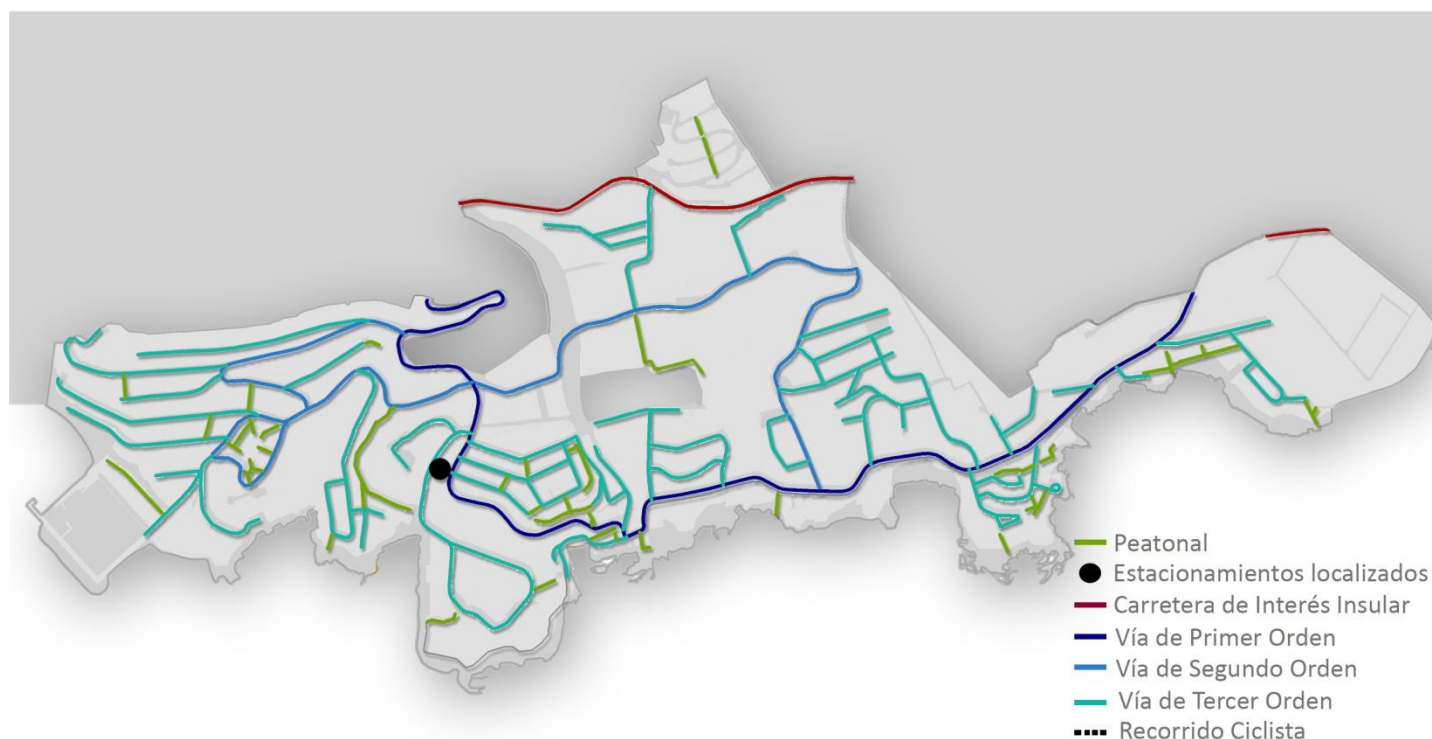 Peatonal
Estacionamientos localizados
Carretera de Interés Insular
Vía de Primer Orden
Vía de Segundo Orden
Vía de Tercer Orden
Recorrido Ciclista